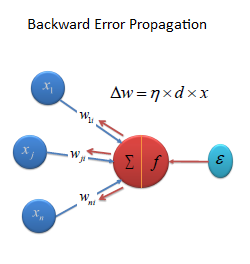 Backward Error Propagation
x1
Δw = η × d × x
w1i
xj
wji
Σ f
ε
wni
xn